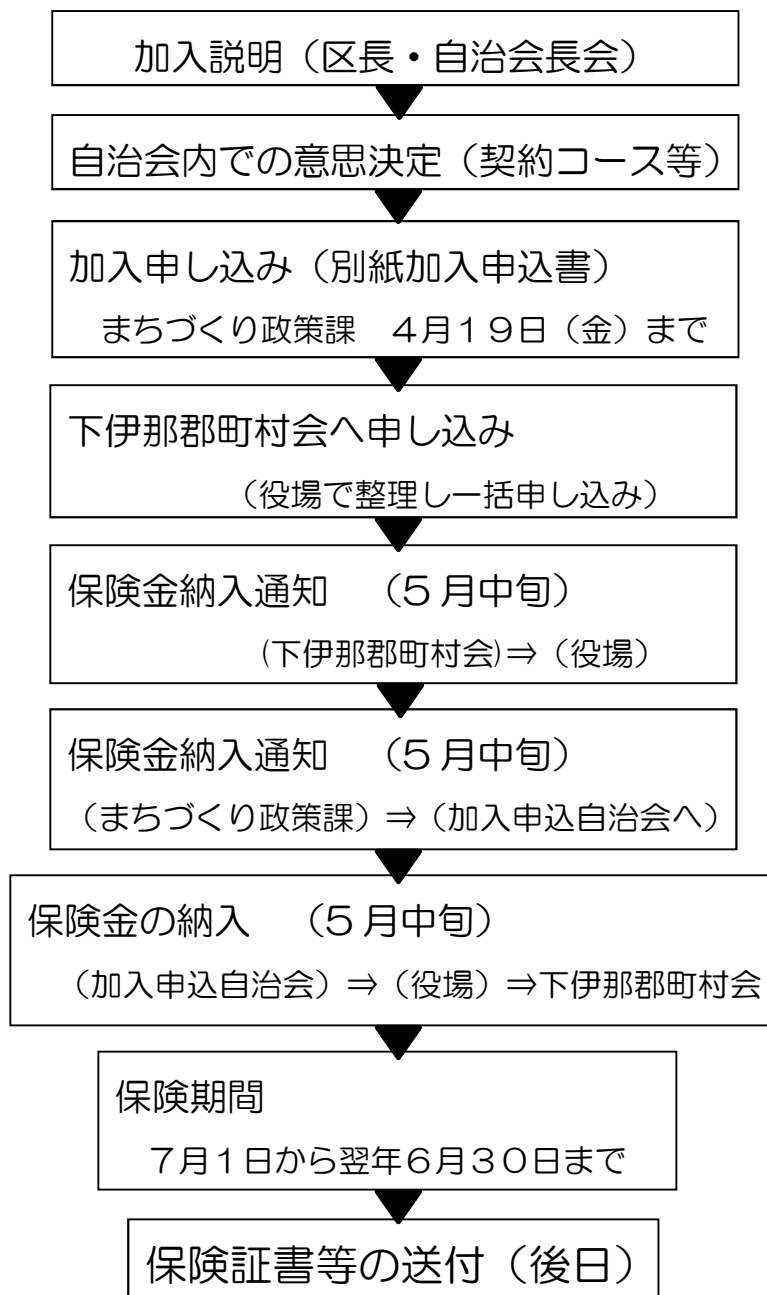 加入説明（区長・自治会長会）
自治会内での意思決定（契約コース等）
加入申し込み（別紙加入申込書）
まちづくり政策課　４月１９日（金）まで
下伊那郡町村会へ申し込み
（役場で整理し一括申し込み）
保険金納入通知　（５月中旬）
(下伊那郡町村会)⇒（役場）
保険金納入通知　（５月中旬）
（まちづくり政策課）⇒（加入申込自治会へ）
保険金の納入　（５月中旬）
（加入申込自治会）⇒（役場）⇒下伊那郡町村会
保険期間
７月１日から翌年６月３０日まで
保険証書等の送付（後日）